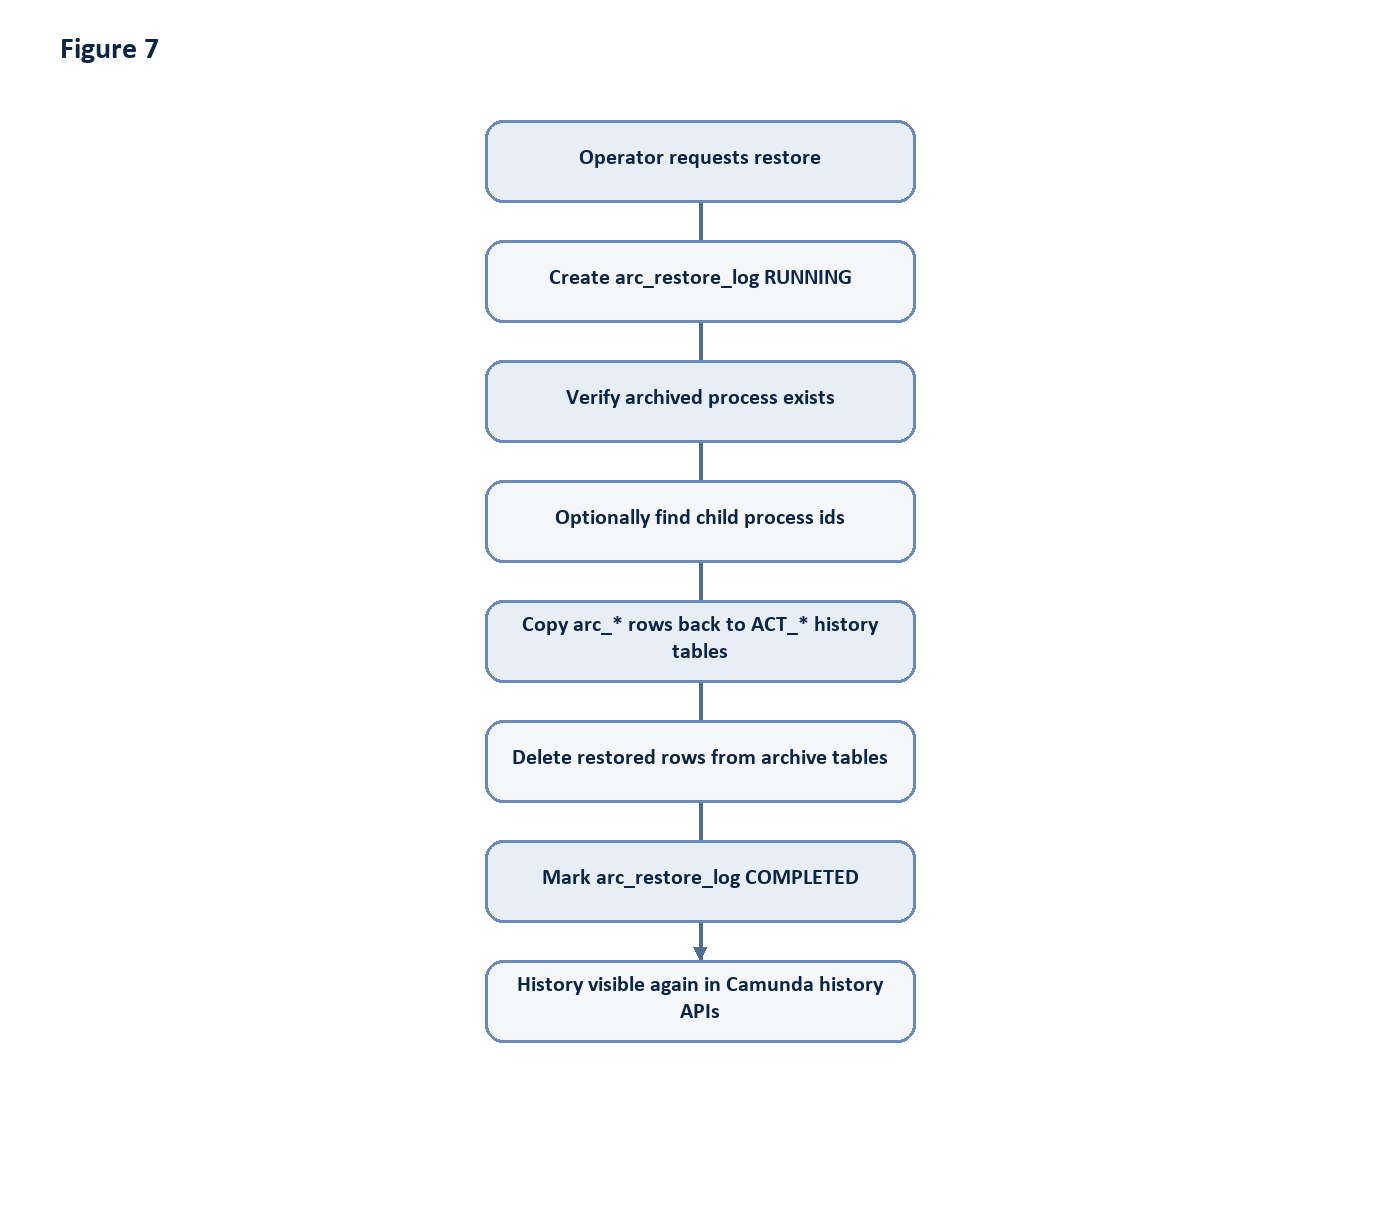 Figure 7
Operator requests restore
Create arc_restore_log RUNNING
Verify archived process exists
Optionally find child process ids
Copy arc_* rows back to ACT_* history
tables
Delete restored rows from archive tables
Mark arc_restore_log COMPLETED
History visible again in Camunda history
APIs